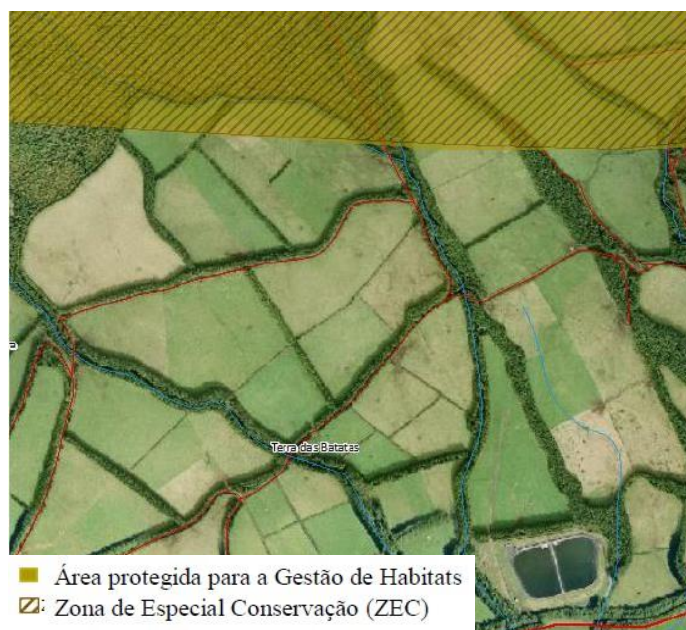 Terra das Batatas
Área protegida para a Gestão de Habitats
Zona de Especial Conservação (ZEC)